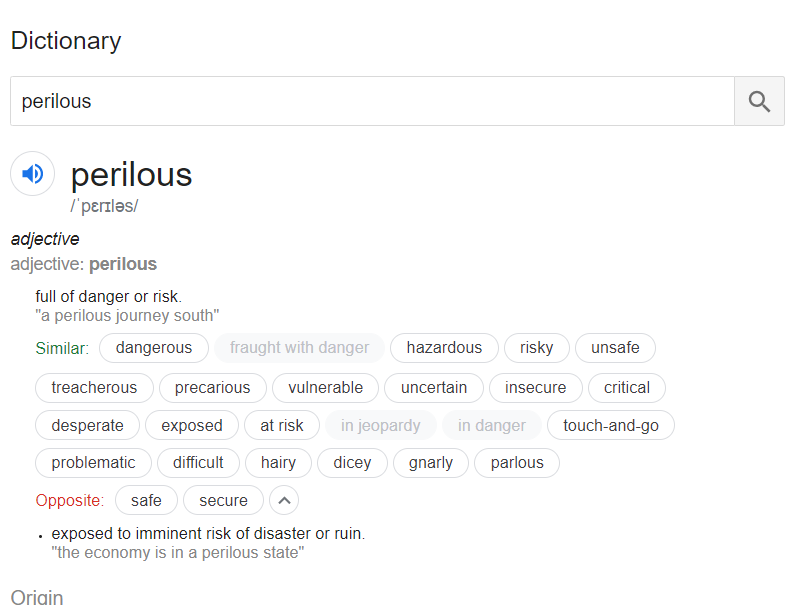 Dictionary
perilous
perilous
/ˈpɛrɪləs/
adjective
adjective: perilous
full of danger or risk.
"a perilous journey south"
Similar: dangerous fraught with danger hazardous risky unsafe
treacherous precarious vulnerable uncertain insecure critical
desperate exposed at risk in jeopardy in danger touch-and-go
problematic difficult hairy dicey gnarly parlous
Opposite: safe secure
• exposed to imminent risk of disaster or ruin.
"the economy is in a perilous state"
Origin